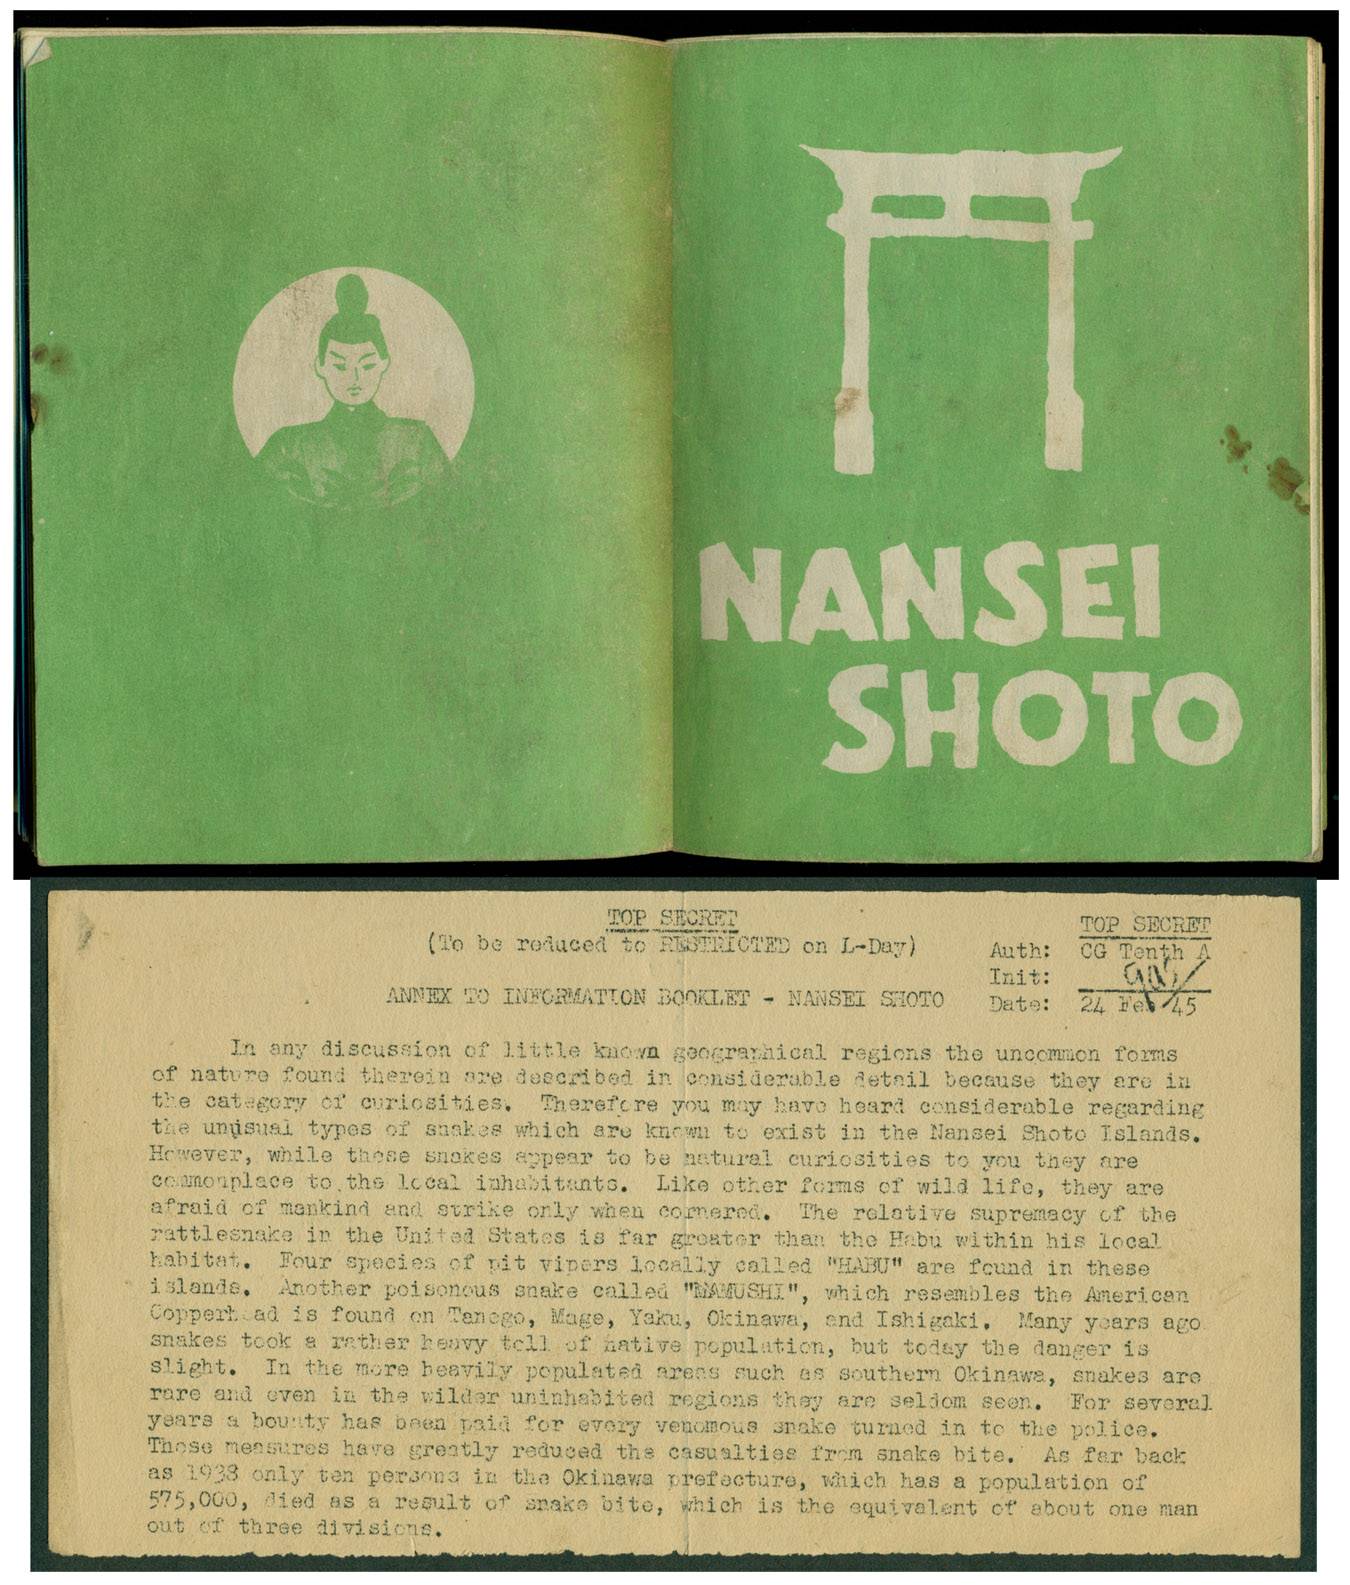 NANSEI
SHOTO
TOP SECRET
(To be reduced to RESTRICTED on L-Day)
TOP SECRET
Auth: CG Tenth A
Init:
Date: 24 Feb 45
ANNEX TO INFORMATION BOOKLET - NANSEI SHOTO
In any discussion of little known geographical regions the uncommon forms
of nature found therein are described in considerable detail because they are in
the category of curiosities. Therefore you may have heard considerable regarding
the unusual types of snakes which are known to exist in the Nansei Shoto Islands.
However, while these snakes appear to be natural curiosities to you they are
commonplace to the local inhabitants. Like other forms of wild life, they are
afraid of mankind and strike only when cornered. The relative supremacy of the
rattlesnake in the United States is far greater than the Habu within his local
habitat. Four species of pit vipers locally called "HABU" are found in these
islands. Another poisonous snake called "MAMUSHI", which resembles the American
Copperhead is found on Tanego, Mage, Yaku, Okinawa, and Ishigaki. Many years ago
snakes took a rather heavy toll of native population, but today the danger is
slight. In the more heavily populated areas such as southern Okinawa, snakes are
rare and even in the wilder uninhabited regions they are seldom seen. For several
years a bounty has been paid for every venomous snake turned in to the police.
These measures have greatly reduced the casualties from snake bite. As far back
as 1938 only ten persons in the Okinawa prefecture, which has a population of
575,000, died as a result of snake bite, which is the equivalent of about one man
out of three divisions.